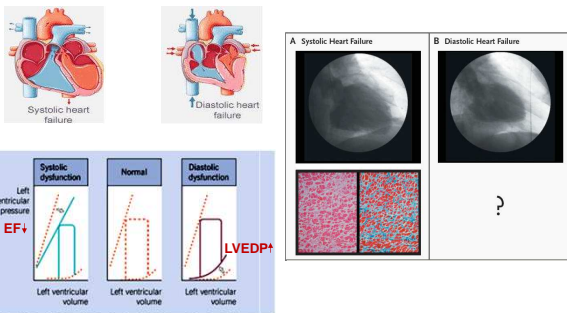 Systolic heart
failure
Diastolic heart
failure
A Systolic Heart Failure
B Diastolic Heart Failure
?
Systolic
dysfunction
Normal
Diastolic
dysfunction
Left
entricular
pressure
EF↓
LVEDP↑
Left ventricular
volume
Left ventricular
volume
Left ventricular
volume